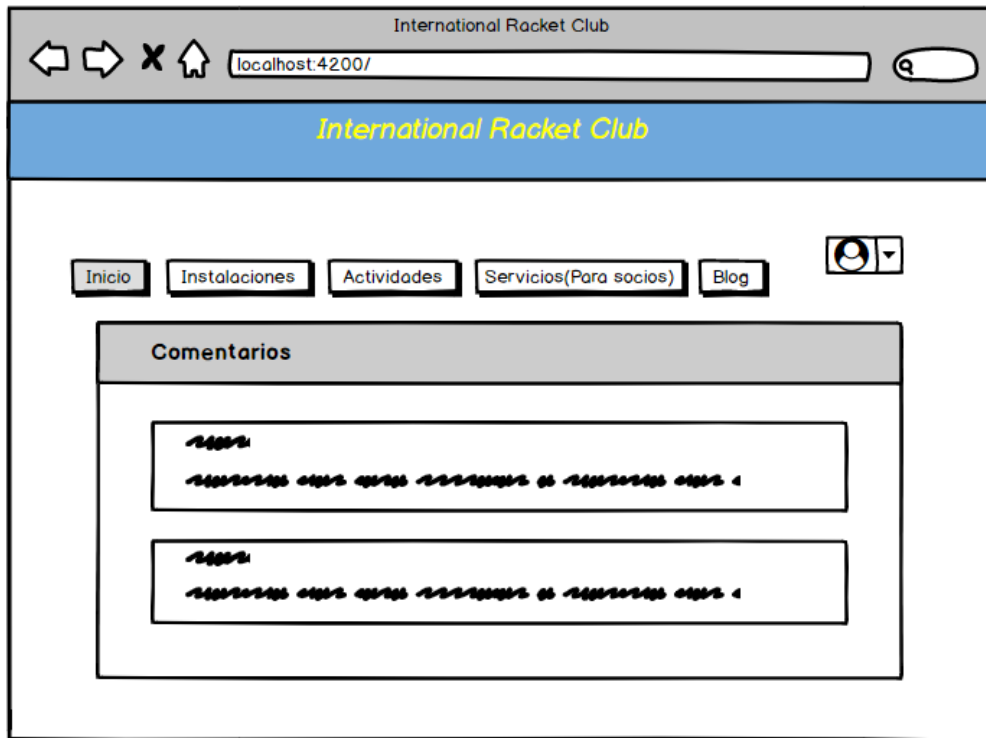 International Racket Club
localhost:4200/
International Racket Club
Inicio
Instalaciones
Actividades
Servicios(Para socios)
Blog
Comentarios